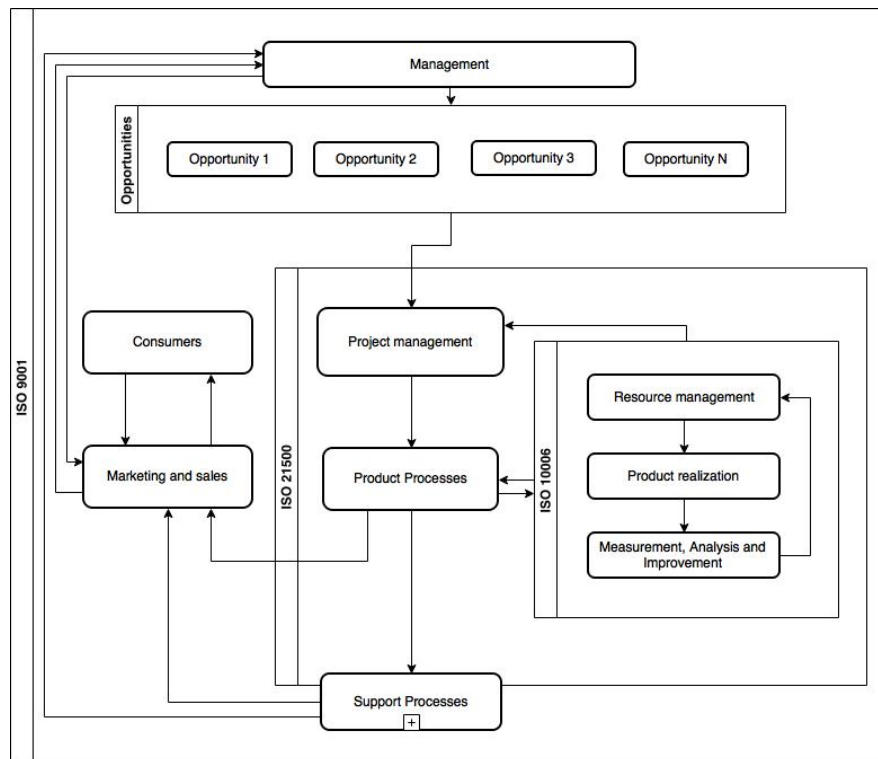 ISO 9001
Management
Opportunities
Opportunity 1
Opportunity 2
Opportunity 3
Opportunity N
ISO 21500
Consumers
Project management
ISO 10006
Resource management
Marketing and sales
Product Processes
Product realization
Measurement, Analysis and
Improvement
Support Processes
+